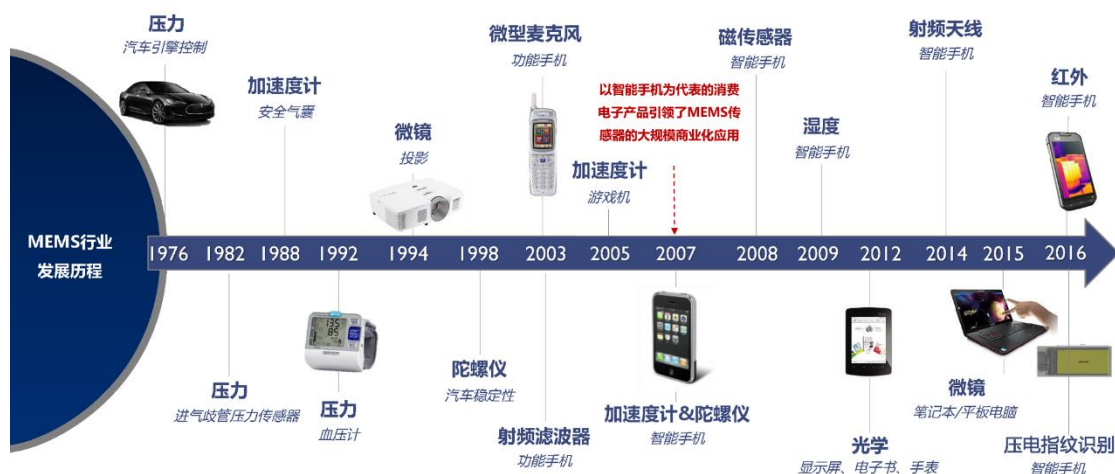 压力
汽车引擎控制
加速度计
安全气囊
微镜
投影
微型麦克风
功能手机
加速度计
游戏机
以智能手机为代表的消费
电子产品引领了MEMS传
感器的大规模商业化应用
磁传感器
智能手机
湿度
智能手机
射频天线
智能手机
红外
智能手机
MEMS行业
发展历程
1976 1982 1988 1992 1994 1998 2003 2005 2007 2008 2009 2012 2014 2015 2016
压力
进气歧管压力传感器
压力
血压计
陀螺仪
汽车稳定性
射频滤波器
功能手机
加速度计&陀螺仪
智能手机
光学
显示屏、电子书、手表
微镜
笔记本/平板电脑
压电指纹识别
智能手机